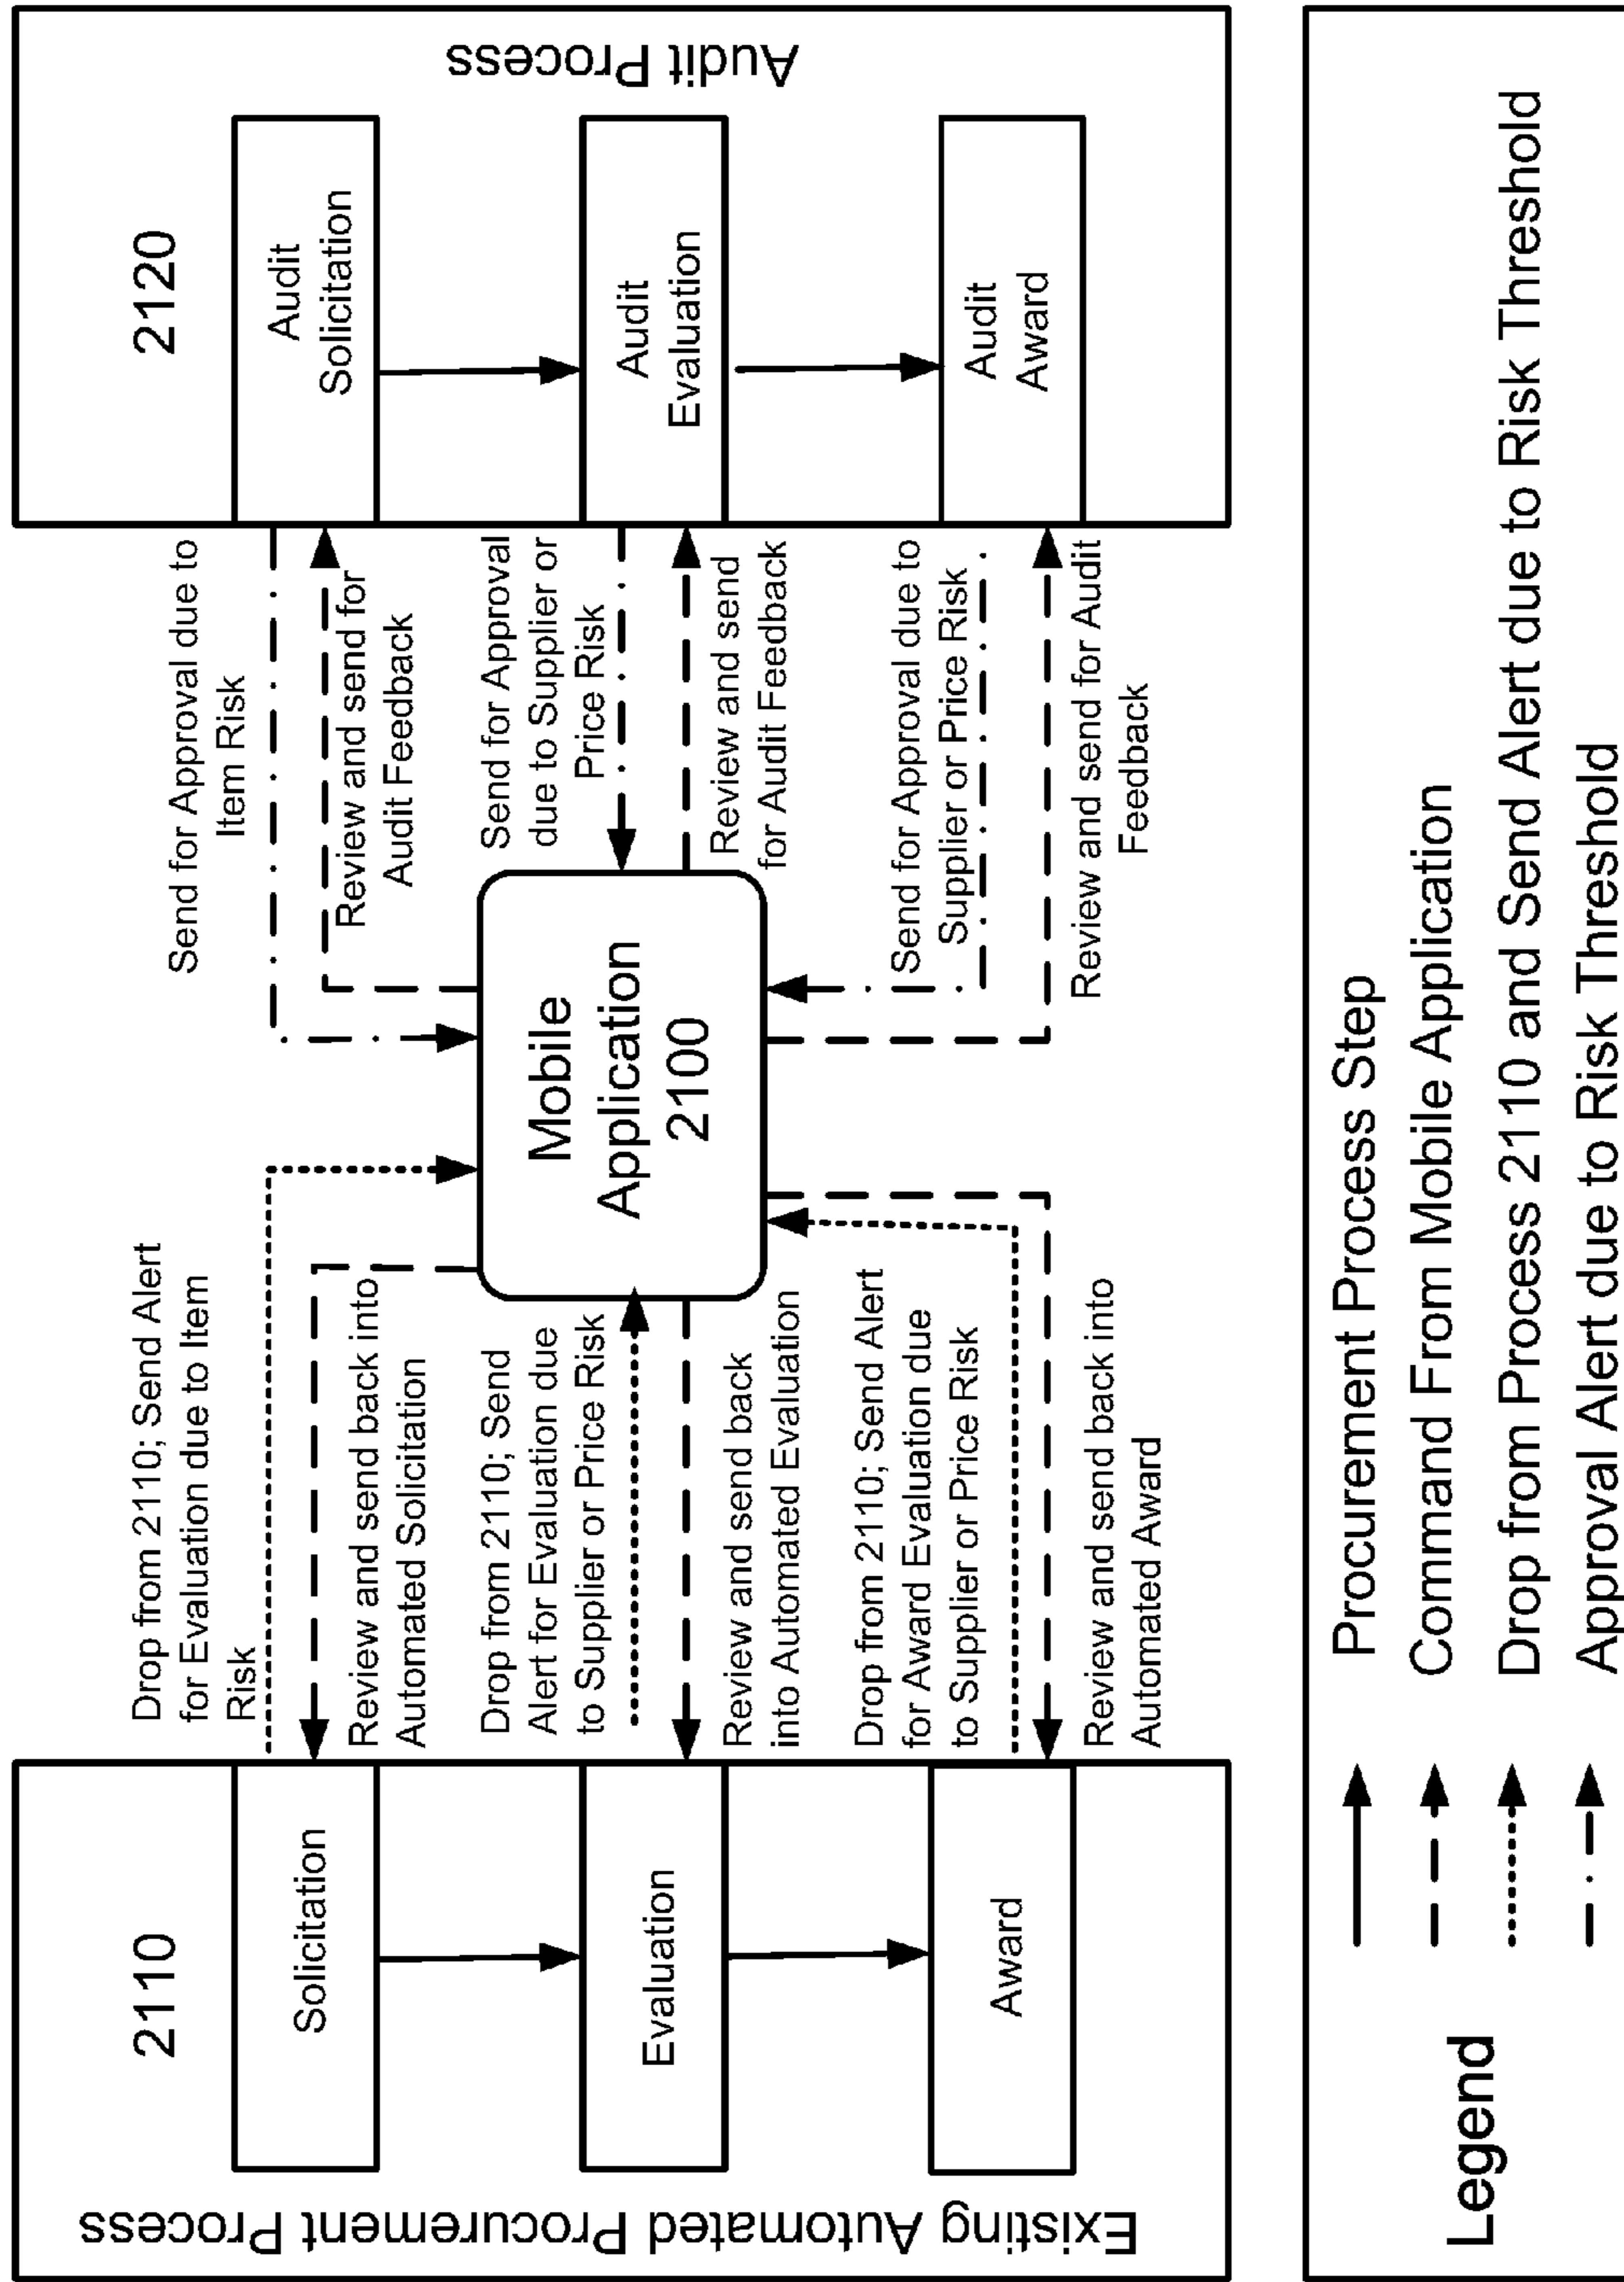 Existing Automated Procurement Process
2110
Solicitation
Evaluation
Award
Drop from 2110; Send Alert
for Evaluation due to Item
Risk
Review and send back into
Automated Solicitation
Drop from 2110; Send
Alert for Evaluation due
to Supplier or Price Risk
Review and send back
into Automated Evaluation
Drop from 2110; Send Alert
for Award Evaluation due
to Supplier or Price Risk
Review and send back into
Automated Award
Mobile
Application
2100
Send for Approval due to
Item Risk
Review and send for
Audit Feedback
Send for Approval
due to Supplier or
Price Risk
Review and send
for Audit Feedback
Send for Approval due to
Supplier or Price Risk
Review and send for Audit
Feedback
2120
Audit
Solicitation
Audit
Evaluation
Audit
Award
Audit Process
Legend
Procurement Process Step
Command From Mobile Application
Drop from Process 2110 and Send Alert due to Risk Threshold
Approval Alert due to Risk Threshold